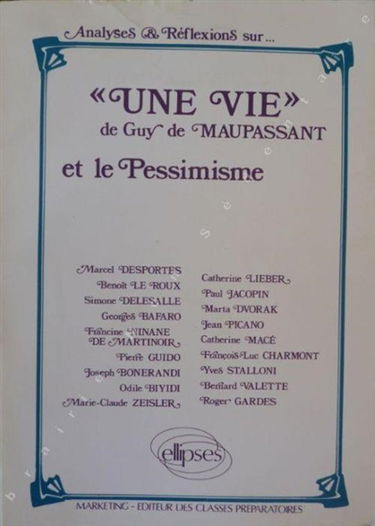 Analyses & Réflexions sur...
« UNE VIE »
de Guy de MAUPASSANT
et le Pessimisme
Marcel DESPORTES
Benoît LE ROUX
Simone DELESALLE
Georges BAFARO
Francine NINANE
DE MARTINOIR
Pierre GUIDO
Joseph BONERANDI
Odile BIYIDI
Marie-Claude ZEISLER
Catherine LIEBER
Paul JACOPIN
Marta DVORAK
Jean PICANO
Catherine MACÉ
François-Luc CHARMONT
Yves STALLONI
Bernard VALETTE
Roger GARDES
ellipses
MARKETING - EDITEUR DES CLASSES PREPARATOIRES